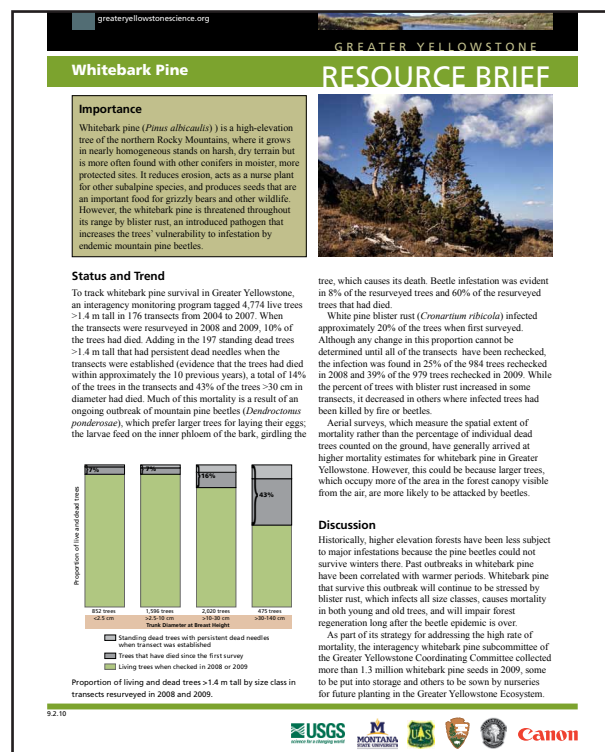 greateryellowstonescience.org
GREATER YELLOWSTONE
Whitebark Pine
RESOURCE BRIEF
Importance
Whitebark pine (Pinus albicaulis) ) is a high-elevation
tree of the northern Rocky Mountains, where it grows
in nearly homogeneous stands on harsh, dry terrain but
is more often found with other conifers in moister, more
protected sites. It reduces erosion, acts as a nurse plant
for other subalpine species, and produces seeds that are
an important food for grizzly bears and other wildlife.
However, the whitebark pine is threatened throughout
its range by blister rust, an introduced pathogen that
increases the trees' vulnerability to infestation by
endemic mountain pine beetles.
Status and Trend
To track whitebark pine survival in Greater Yellowstone,
an interagency monitoring program tagged 4,774 live trees
>1.4 m tall in 176 transects from 2004 to 2007. When
the transects were resurveyed in 2008 and 2009, 10% of
the trees had died. Adding in the 197 standing dead trees
>1.4 m tall that had persistent dead needles when the
transects were established (evidence that the trees had died
within approximately the 10 previous years), a total of 14%
of the trees in the transects and 43% of the trees >30 cm in
diameter had died. Much of this mortality is a result of an
ongoing outbreak of mountain pine beetles (Dendroctonus
ponderosae), which prefer larger trees for laying their eggs;
the larvae feed on the inner phloem of the bark, girdling the
Proportion of live and dead trees
7%
7%
16%
43%
852 trees
1,596 trees
2,020 trees
475 trees
<2.5 cm
>2.5-10 cm
>10-30 cm
>30-140 cm
Trunk Diameter at Breast Height
Standing dead trees with persistent dead needles
when transect was established
Trees that have died since the first survey
Living trees when checked in 2008 or 2009
Proportion of living and dead trees >1.4 m tall by size class in
transects resurveyed in 2008 and 2009.
tree, which causes its death. Beetle infestation was evident
in 8% of the resurveyed trees and 60% of the resurveyed
trees that had died.
White pine blister rust (Cronartium ribicola) infected
approximately 20% of the trees when first surveyed.
Although any change in this proportion cannot be
determined until all of the transects have been rechecked,
the infection was found in 25% of the 984 trees rechecked
in 2008 and 39% of the 979 trees rechecked in 2009. While
the percent of trees with blister rust increased in some
transects, it decreased in others where infected trees had
been killed by fire or beetles.
Aerial surveys, which measure the spatial extent of
mortality rather than the percentage of individual dead
trees counted on the ground, have generally arrived at
higher mortality estimates for whitebark pine in Greater
Yellowstone. However, this could be because larger trees,
which occupy more of the area in the forest canopy visible
from the air, are more likely to be attacked by beetles.
Discussion
Historically, higher elevation forests have been less subject
to major infestations because the pine beetles could not
survive winters there. Past outbreaks in whitebark pine
have been correlated with warmer periods. Whitebark pine
that survive this outbreak will continue to be stressed by
blister rust, which infects all size classes, causes mortality
in both young and old trees, and will impair forest
regeneration long after the beetle epidemic is over.
As part of its strategy for addressing the high rate of
mortality, the interagency whitebark pine subcommittee of
the Greater Yellowstone Coordinating Committee collected
more than 1.3 million whitebark pine seeds in 2009, some
to be put into storage and others to be sown by nurseries
for future planting in the Greater Yellowstone Ecosystem.
9.2.10
USGS
science for a changing world
M
MONTANA
STATE UNIVERSITY
UAS
Canon